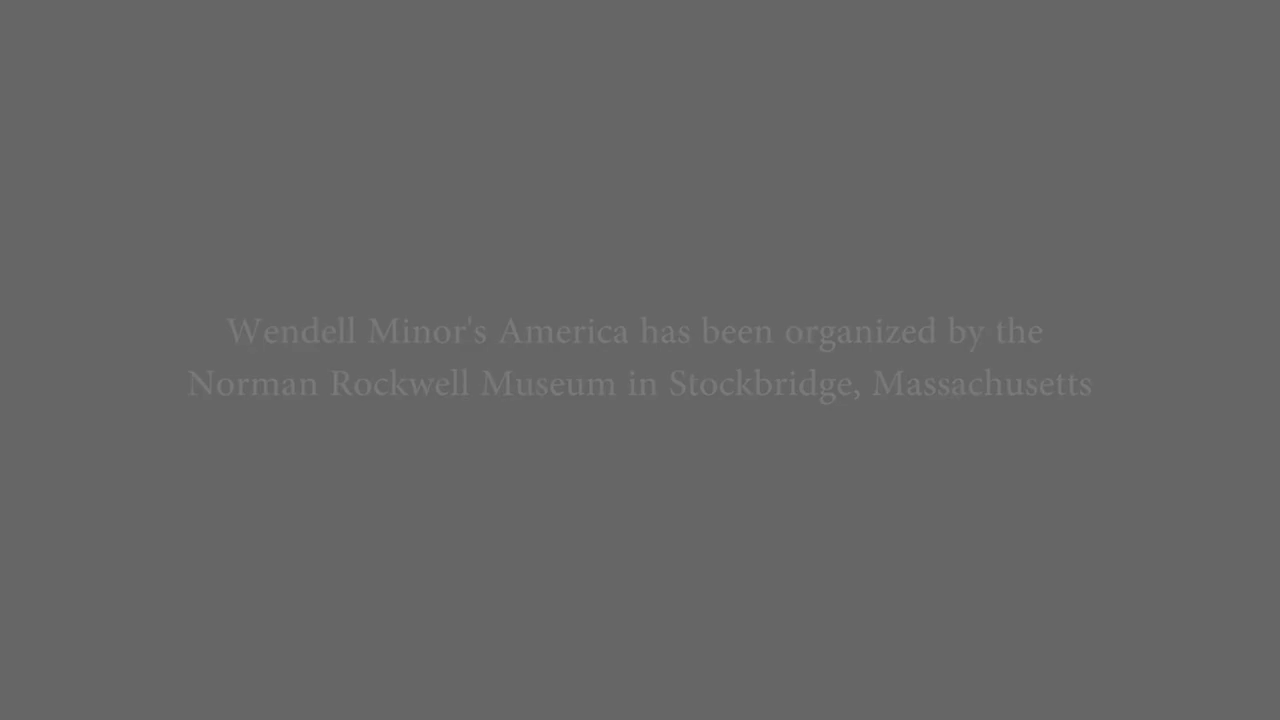 Wendell Minor's America has been organized by the
Norman Rockwell Museum in Stockbridge, Massachusetts